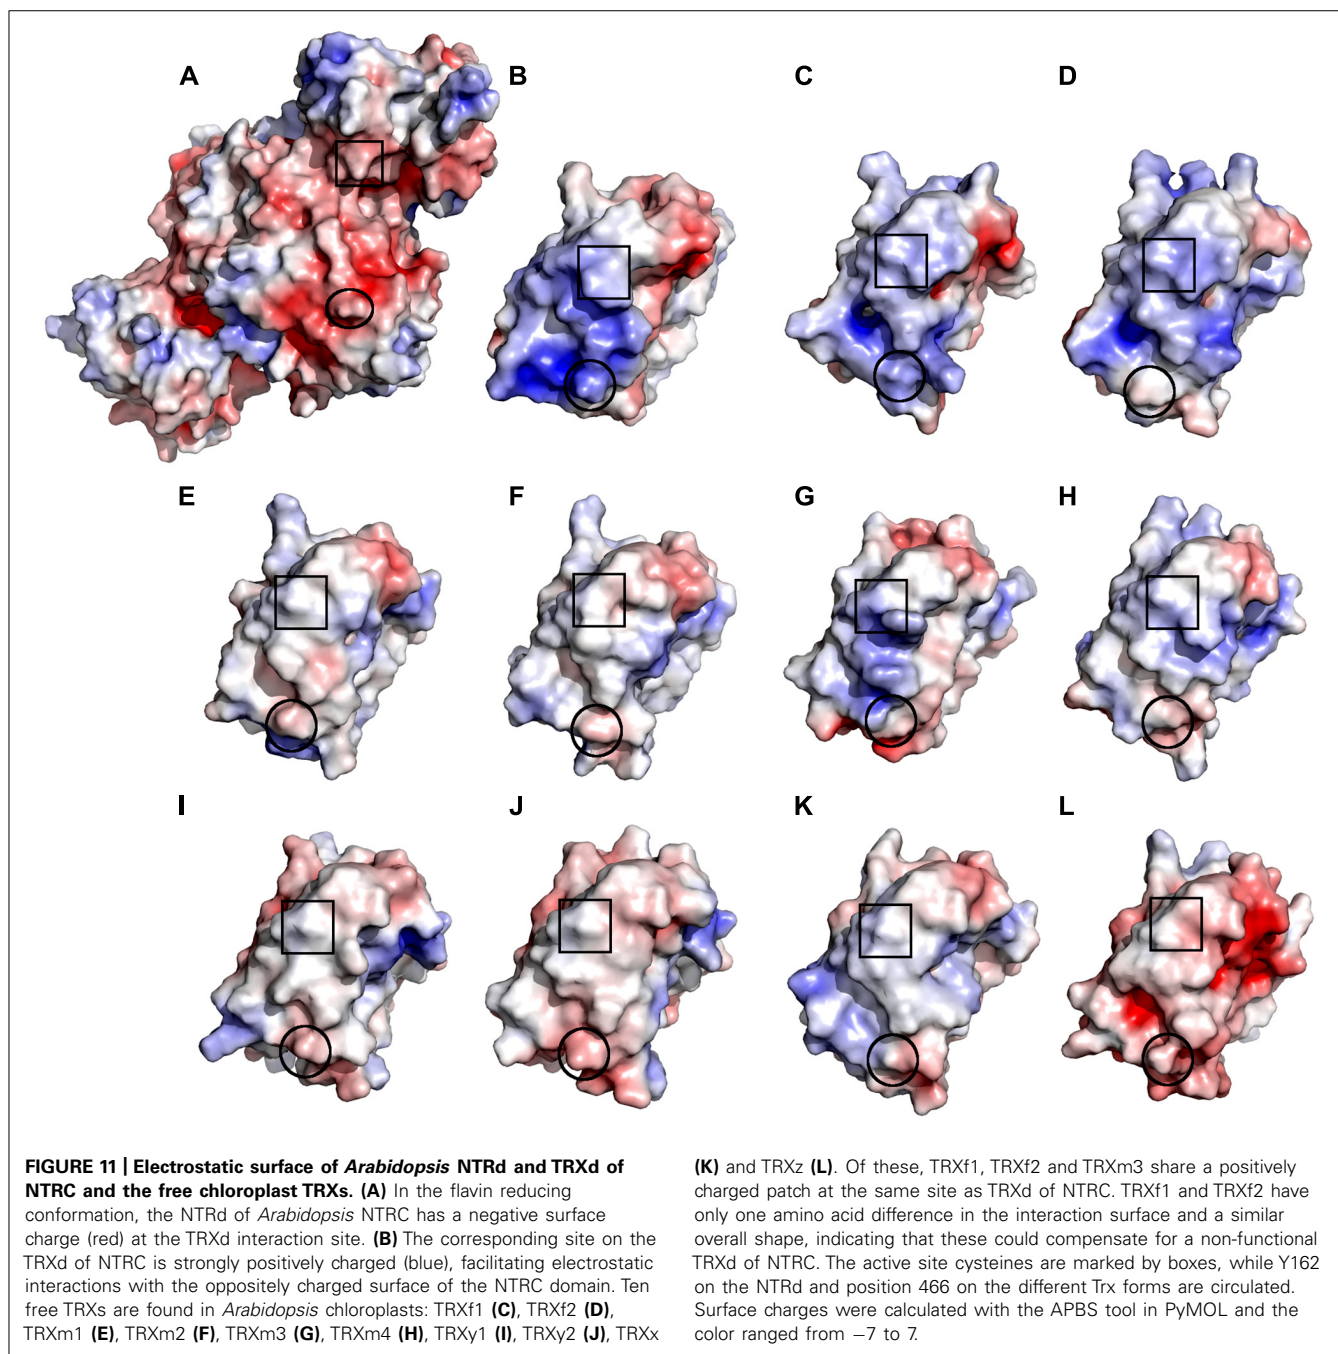 A
B
C
D
E
F
G
H
I
J
K
L
FIGURE 11 | Electrostatic surface of Arabidopsis NTRd and TRXd of
NTRC and the free chloroplast TRXs. (A) In the flavin reducing
conformation, the NTRd of Arabidopsis NTRC has a negative surface
charge (red) at the TRXd interaction site. (B) The corresponding site on the
TRXd of NTRC is strongly positively charged (blue), facilitating electrostatic
interactions with the oppositely charged surface of the NTRC domain. Ten
free TRXs are found in Arabidopsis chloroplasts: TRXf1 (C), TRXf2 (D),
TRXm1 (E), TRXm2 (F), TRXm3 (G), TRXm4 (H), TRXy1 (I), TRXy2 (J), TRXx
(K) and TRXz (L). Of these, TRXf1, TRXf2 and TRXm3 share a positively
charged patch at the same site as TRXd of NTRC. TRXf1 and TRXf2 have
only one amino acid difference in the interaction surface and a similar
overall shape, indicating that these could compensate for a non-functional
TRXd of NTRC. The active site cysteines are marked by boxes, while Y162
on the NTRd and position 466 on the different Trx forms are circulated.
Surface charges were calculated with the APBS tool in PyMOL and the
color ranged from −7 to 7.